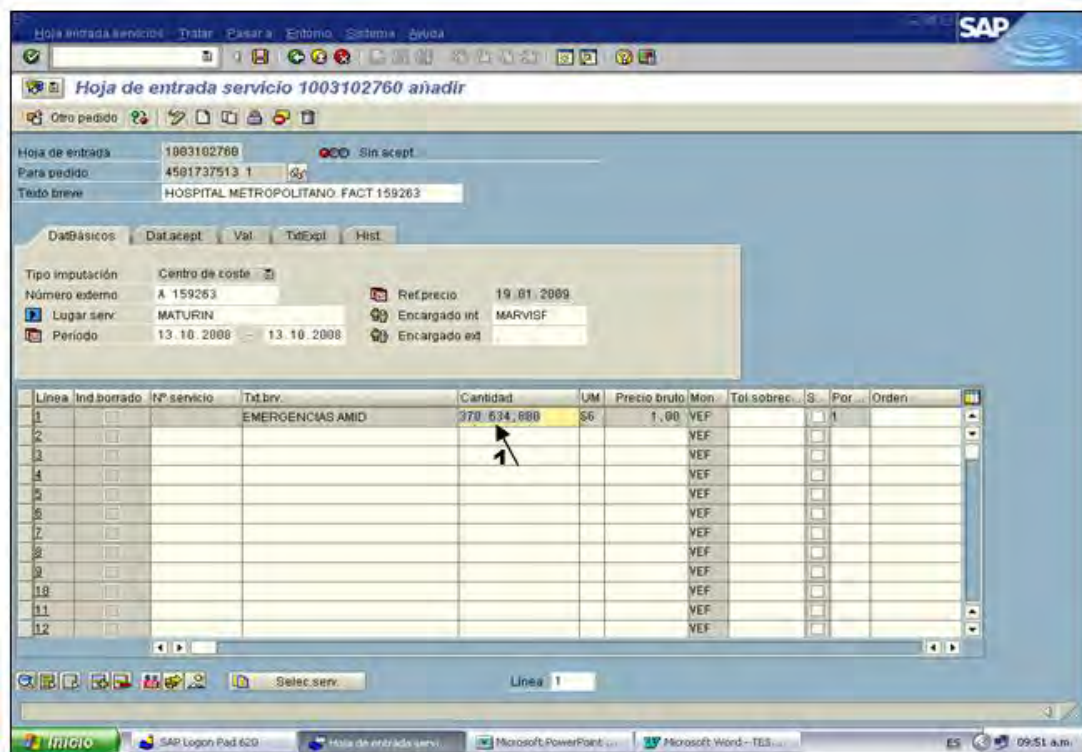 Hoja entrada servicios Tratar Pasar a Entorno Sistema Ayuda
SAP
Hoja de entrada servicio 1003102760 añadir
Otro pedido
Hoja de entrada 1003102760 Sin acept.
Para pedido 4501737513 1
Texto breve HOSPITAL METROPOLITANO. FACT 159263
DatBásicos Dat.acept. Val. TxtExpl. Hist.
Tipo imputación Centro de coste
Número externo A 159263 Ref.precio 19.01.2009
Lugar serv. MATURIN Encargado int MARVISF
Período 13.10.2008 – 13.10.2008 Encargado ext
Línea Ind.borrado Nº servicio Txt.brv. Cantidad UM Precio bruto Mon. Tol.sobrec. S. Por ... Orden
1 EMERGENCIAS AMID 370.634,000 S6 1,00 VEF 1
2 VEF
1
3 VEF
4 VEF
5 VEF
6 VEF
7 VEF
8 VEF
9 VEF
10 VEF
11 VEF
12 VEF
Selec.serv. Línea 1
Inicio SAP Logon Pad 620 Hoja de entrada servi... Microsoft PowerPoint ... Microsoft Word - TES... ES 09:51 a.m.